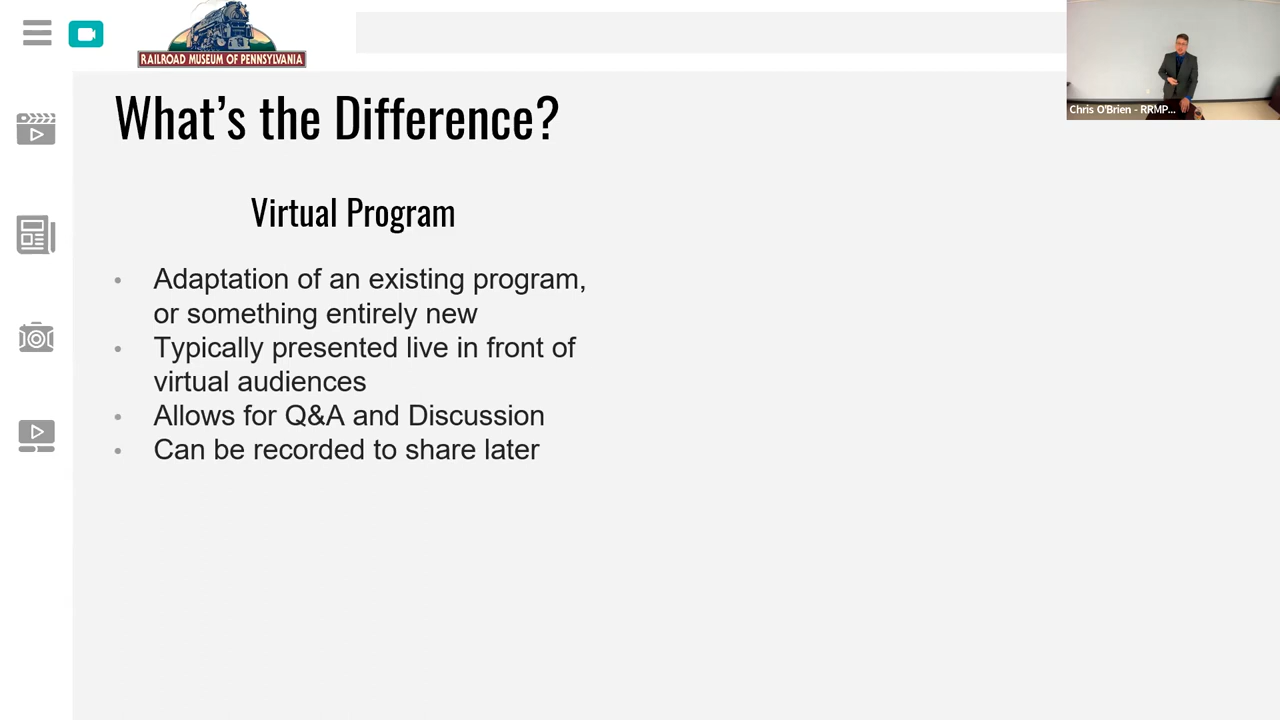 RAILROAD MUSEUM OF PENNSYLVANIA
Chris O'Brien - RRMP...
What's the Difference?
Virtual Program
• Adaptation of an existing program,
or something entirely new
• Typically presented live in front of
virtual audiences
• Allows for Q&A and Discussion
• Can be recorded to share later